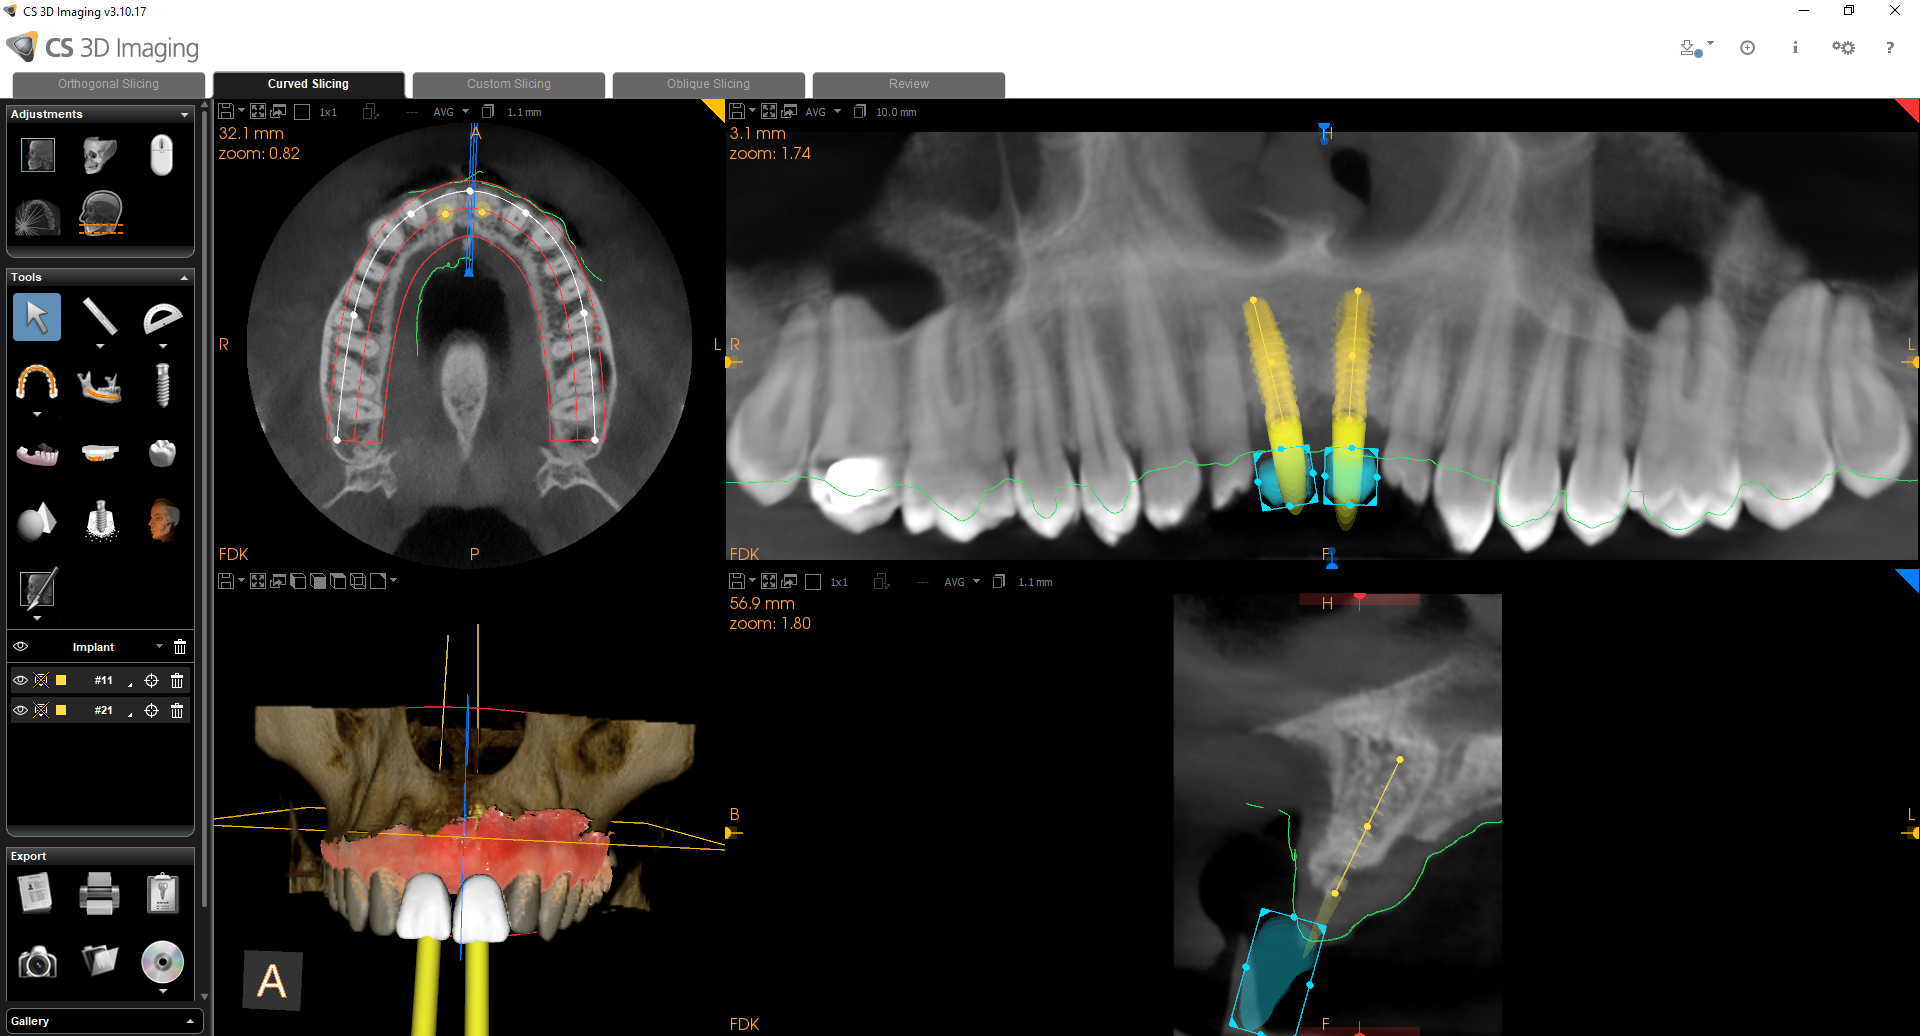 CS 3D Imaging v3.10.17
CS 3D Imaging
i
?
Orthogonal Slicing
Curved Slicing
Custom Slicing
Oblique Slicing
Review
Adjustments
Tools
Implant
#11
#21
Export
Gallery
1x1
AVG
1.1 mm
32.1 mm
zoom: 0.82
A
R
L
FDK
P
AVG
10.0 mm
3.1 mm
zoom: 1.74
H
R
L
FDK
F
A
1x1
AVG
1.1 mm
56.9 mm
zoom: 1.80
H
B
L
FDK
F